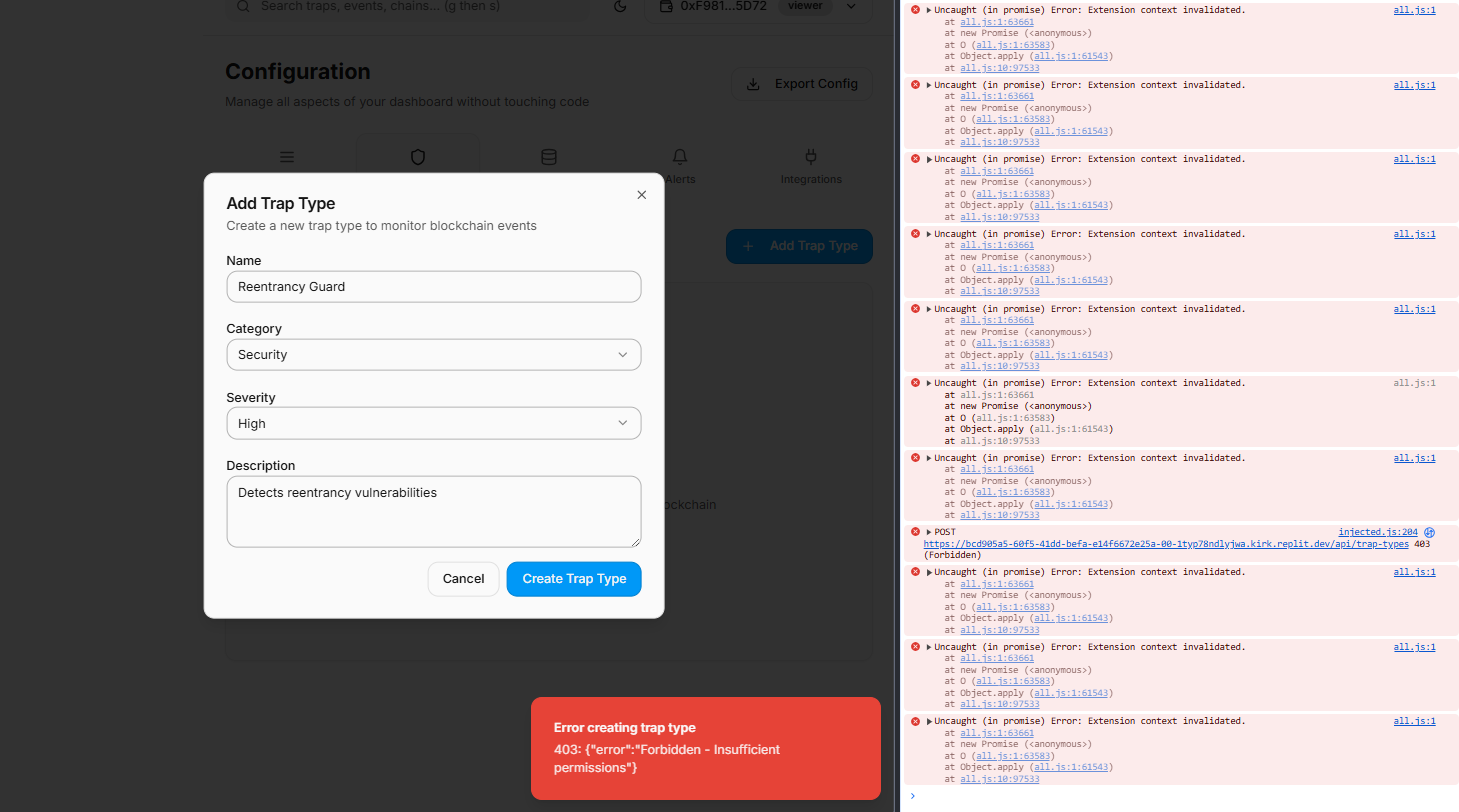 Search traps, events, chains... (g then s)
0xF981...5D72
viewer
Configuration
Manage all aspects of your dashboard without touching code
Export Config
Alerts
Integrations
Add Trap Type
ockchain
Add Trap Type
Create a new trap type to monitor blockchain events
Name
Reentrancy Guard
Category
Security
Severity
High
Description
Detects reentrancy vulnerabilities
Cancel
Create Trap Type
Error creating trap type
403: {"error":"Forbidden - Insufficient
permissions"}
Uncaught (in promise) Error: Extension context invalidated. all.js:1
at all.js:1:63661
at new Promise (<anonymous>)
at O (all.js:1:63583)
at Object.apply (all.js:1:61543)
at all.js:10:97533
Uncaught (in promise) Error: Extension context invalidated. all.js:1
at all.js:1:63661
at new Promise (<anonymous>)
at O (all.js:1:63583)
at Object.apply (all.js:1:61543)
at all.js:10:97533
Uncaught (in promise) Error: Extension context invalidated. all.js:1
at all.js:1:63661
at new Promise (<anonymous>)
at O (all.js:1:63583)
at Object.apply (all.js:1:61543)
at all.js:10:97533
Uncaught (in promise) Error: Extension context invalidated. all.js:1
at all.js:1:63661
at new Promise (<anonymous>)
at O (all.js:1:63583)
at Object.apply (all.js:1:61543)
at all.js:10:97533
Uncaught (in promise) Error: Extension context invalidated. all.js:1
at all.js:1:63661
at new Promise (<anonymous>)
at O (all.js:1:63583)
at Object.apply (all.js:1:61543)
at all.js:10:97533
Uncaught (in promise) Error: Extension context invalidated. all.js:1
at all.js:1:63661
at new Promise (<anonymous>)
at O (all.js:1:63583)
at Object.apply (all.js:1:61543)
at all.js:10:97533
Uncaught (in promise) Error: Extension context invalidated. all.js:1
at all.js:1:63661
at new Promise (<anonymous>)
at O (all.js:1:63583)
at Object.apply (all.js:1:61543)
at all.js:10:97533
POST injected.js:204
https://bcd905a5-60f5-41dd-befa-e14f6672e25a-00-1typ78ndlyjwa.kirk.replit.dev/api/trap-types 403
(Forbidden)
Uncaught (in promise) Error: Extension context invalidated. all.js:1
at all.js:1:63661
at new Promise (<anonymous>)
at O (all.js:1:63583)
at Object.apply (all.js:1:61543)
at all.js:10:97533
Uncaught (in promise) Error: Extension context invalidated. all.js:1
at all.js:1:63661
at new Promise (<anonymous>)
at O (all.js:1:63583)
at Object.apply (all.js:1:61543)
at all.js:10:97533
Uncaught (in promise) Error: Extension context invalidated. all.js:1
at all.js:1:63661
at new Promise (<anonymous>)
at O (all.js:1:63583)
at Object.apply (all.js:1:61543)
at all.js:10:97533